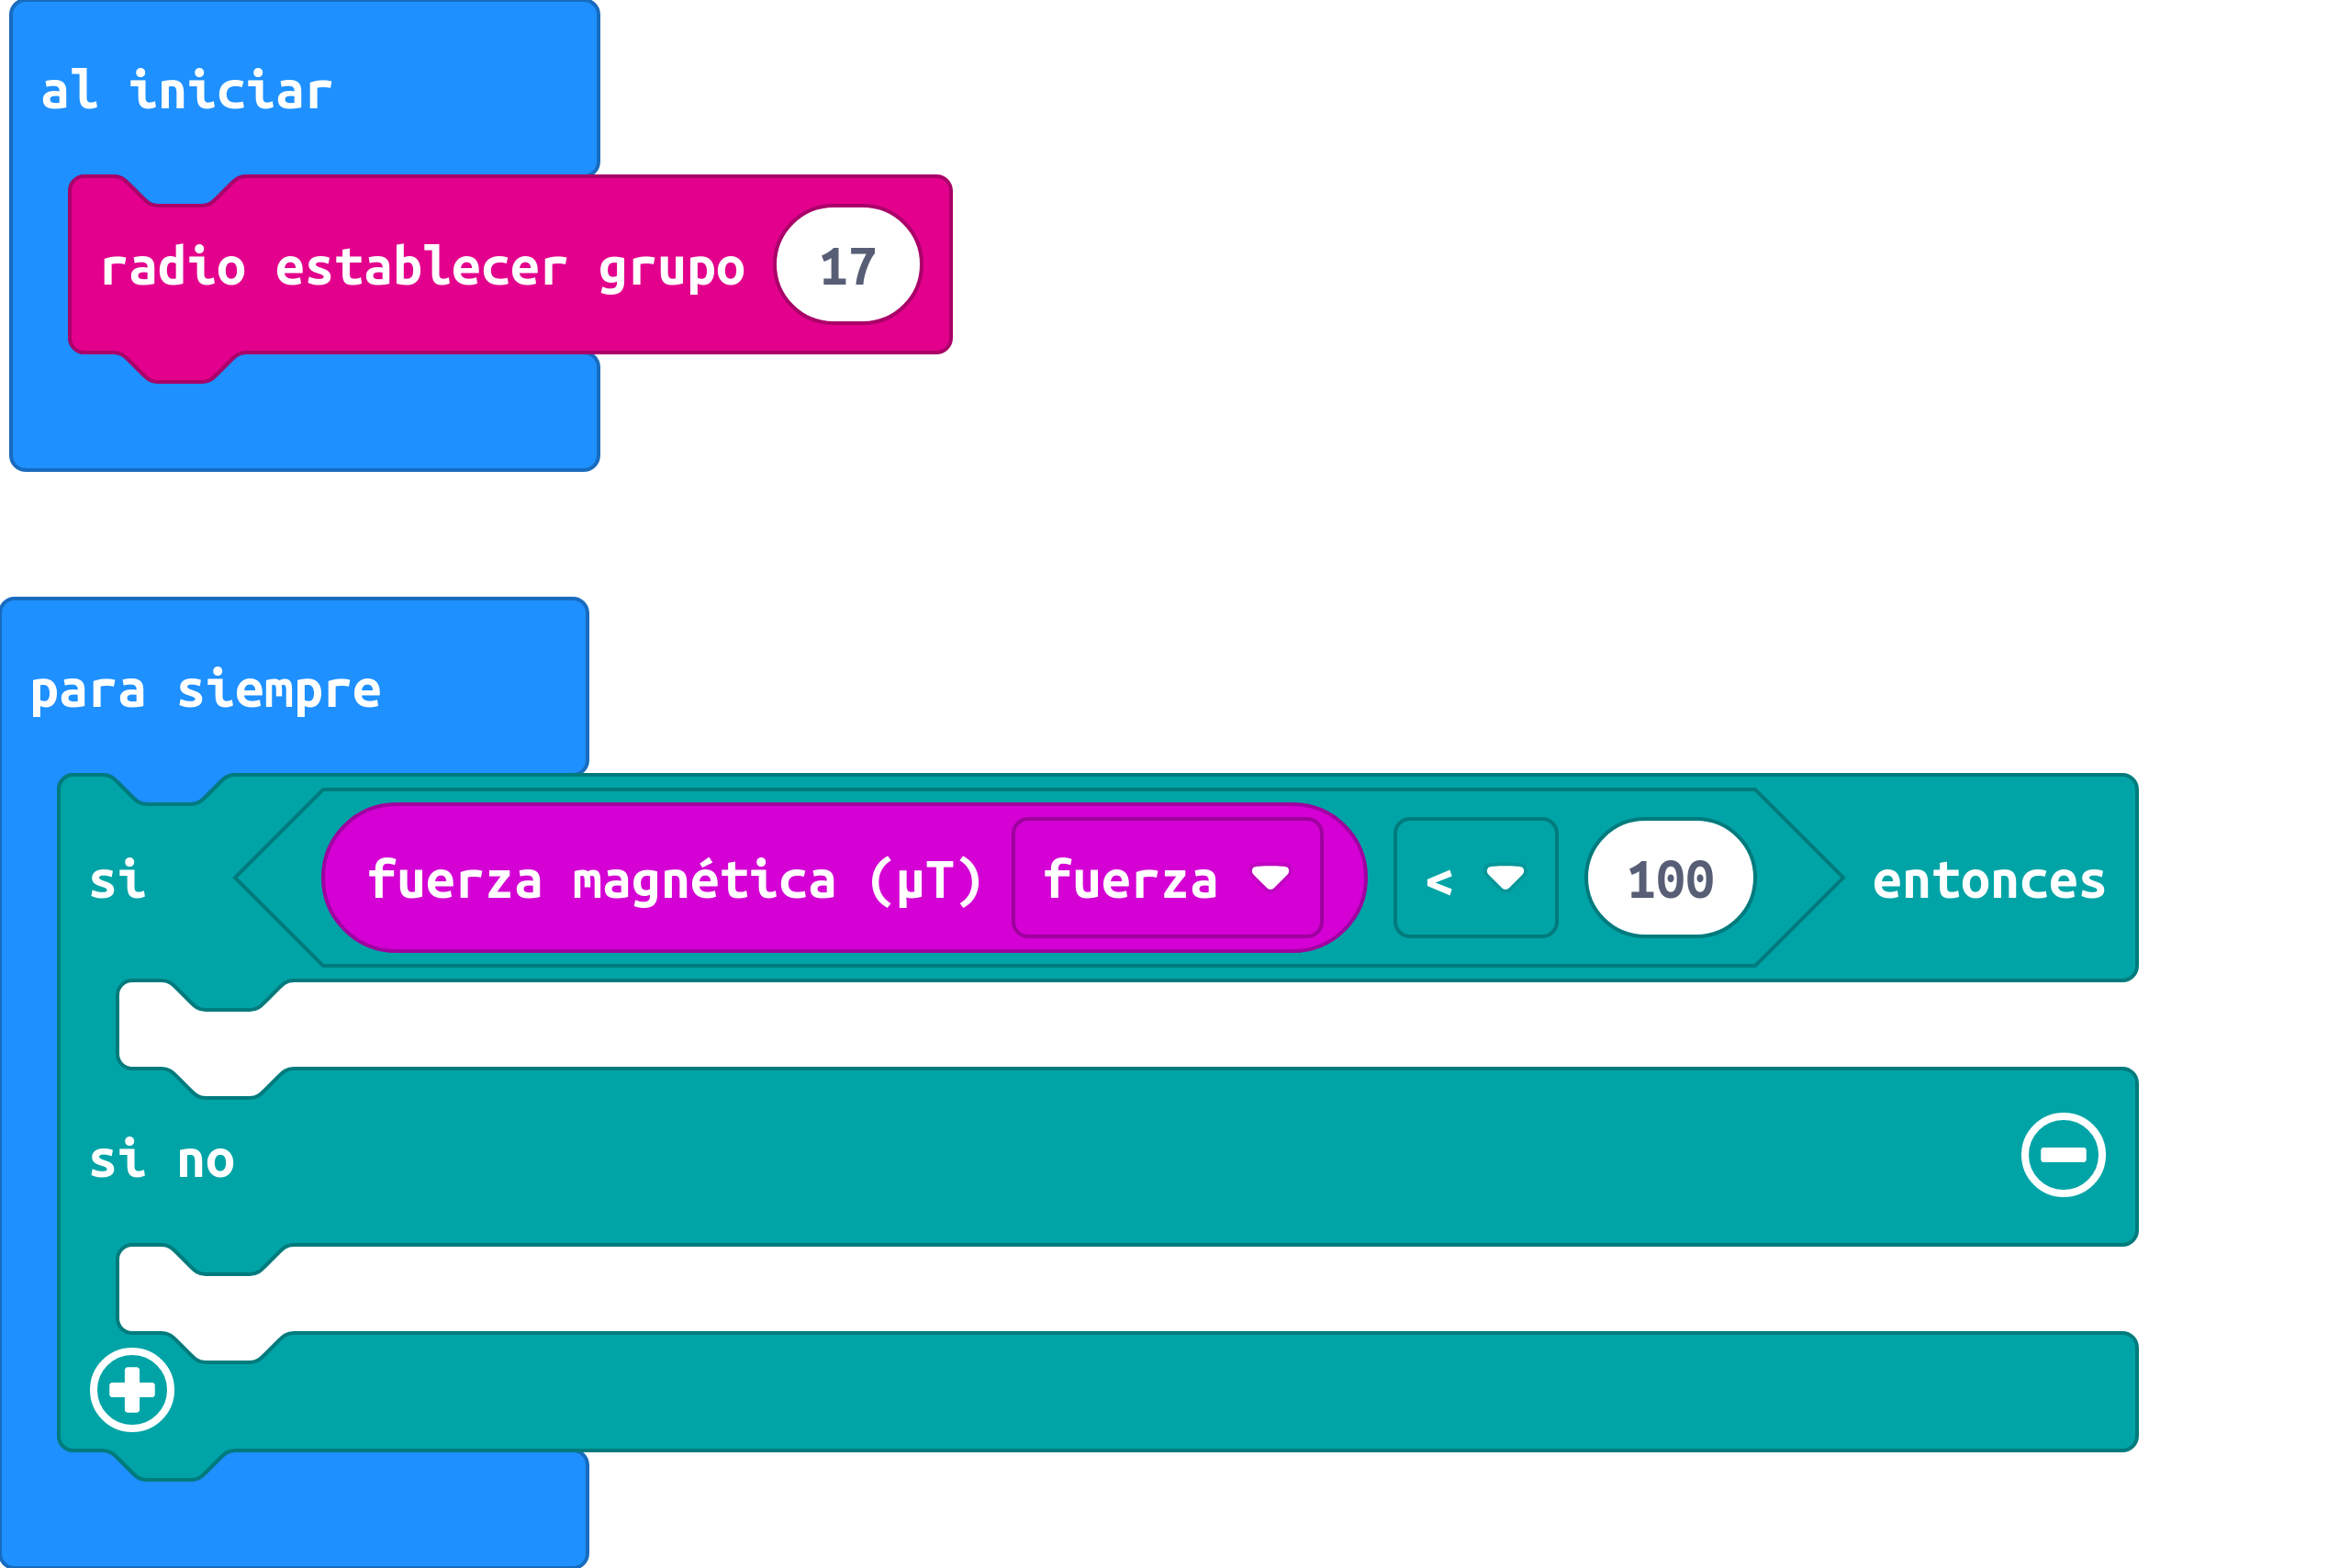 al iniciar
radio establecer grupo 17
para siempre
si fuerza magnética (µT) fuerza < 100 entonces
si no